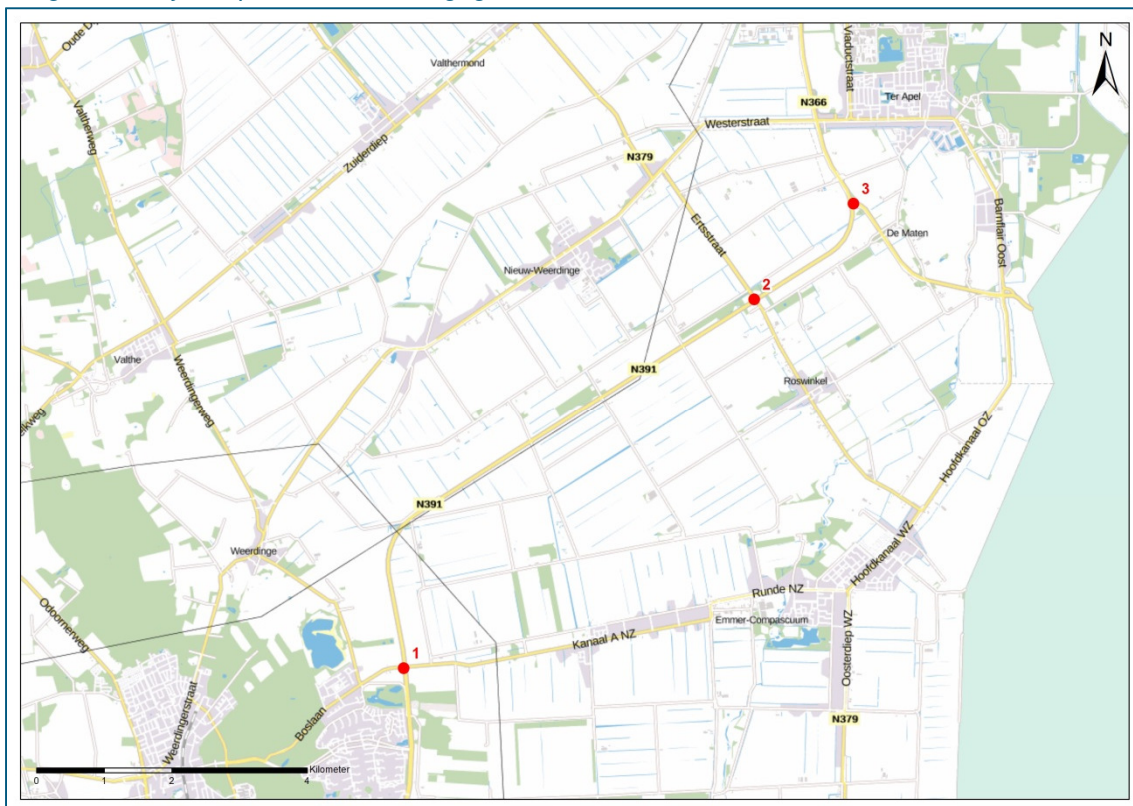 Oude D
Valthermond
Viaductstraat
N
Ter Apel
N366
Valtherweg
Westerstraat
Zuiderdiep
N379
3
Barnflair Oost
Ertsstraat
De Maten
Nieuw-Weerdinge
2
Valthe
N391
Roswinkel
Weerdingerweg
elkweg
Hoofdkanaal OZ
N391
Weerdinge
Hoofdkanaal WZ
Runde NZ
Odoornerweg
Emmer-Compascuum
Kanaal A NZ
1
Oosterdiep WZ
Boslaan
Weerdingerstraat
N379
Kilometer
0 1 2 4